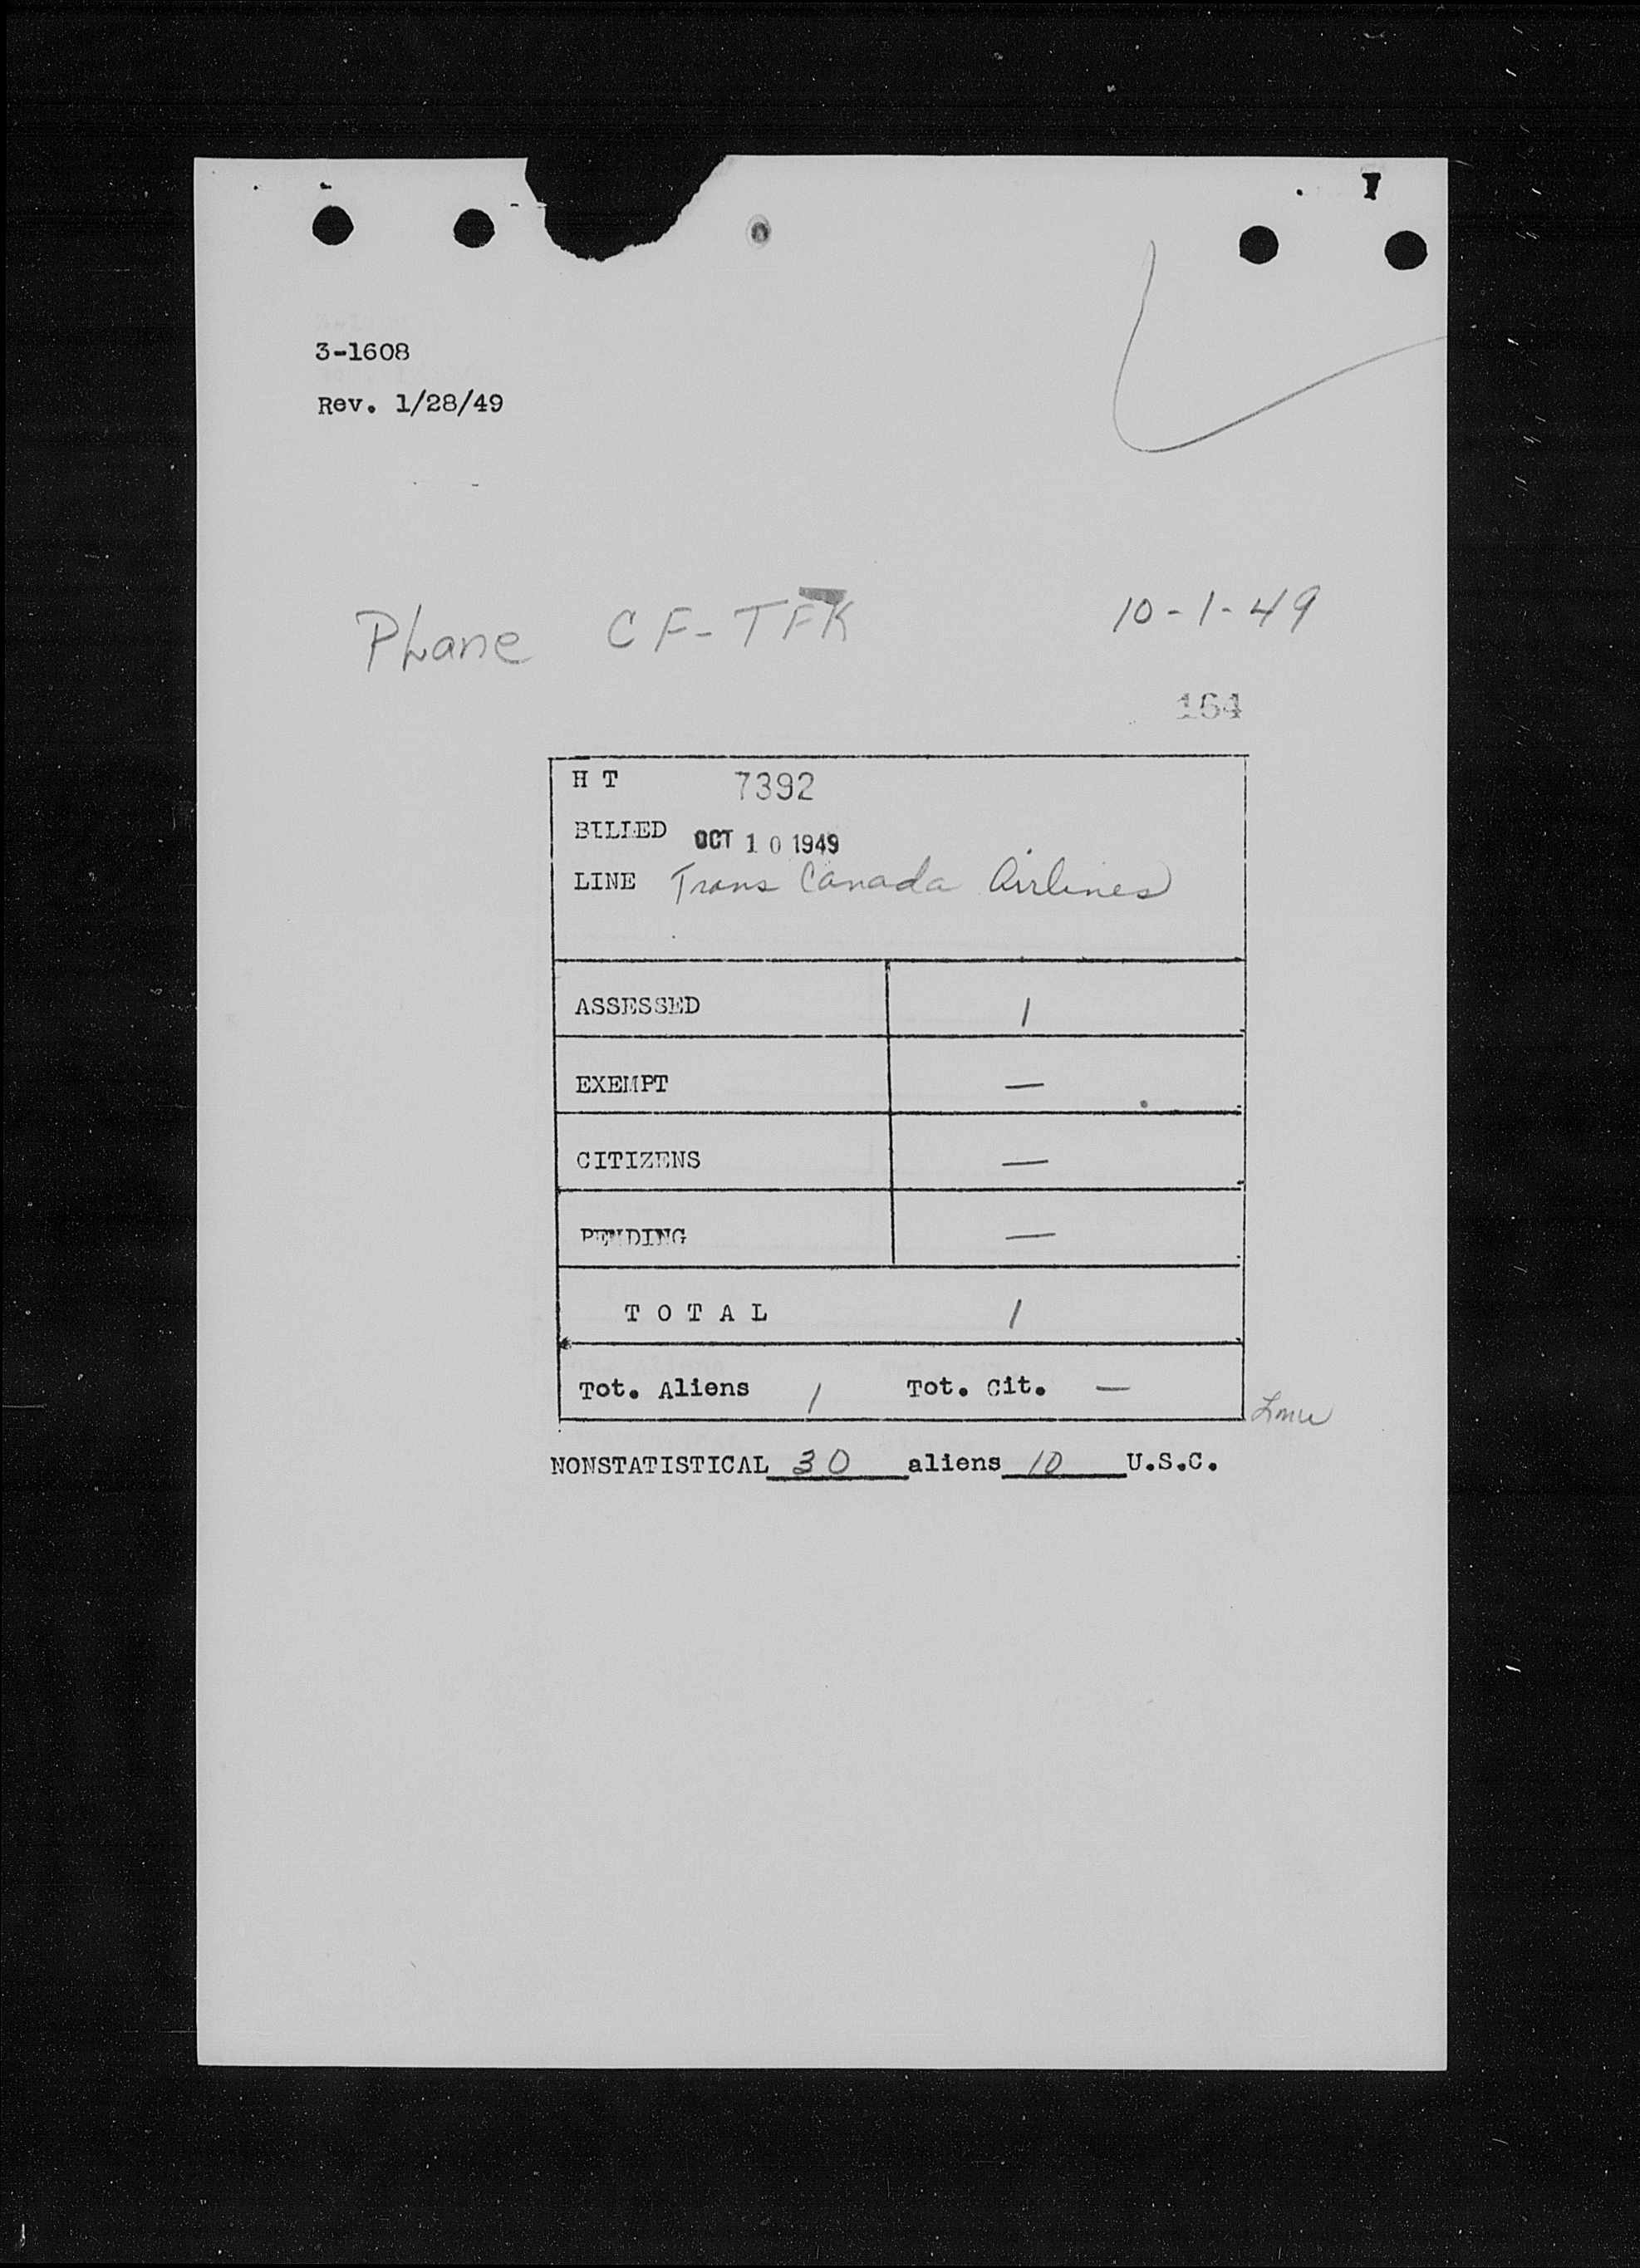 3-1608
Rev. 1/28/49
PLane CF-TFK 10-1-49
164
H T 7392
BILLED OCT 10 1949
LINE Trans Canada Airlines
ASSESSED 1
EXEMPT —
CITIZENS —
PENDING —
T O T A L 1
Tot. Aliens 1 Tot. Cit. —
NONSTATISTICAL 30 aliens 10 U.S.C.